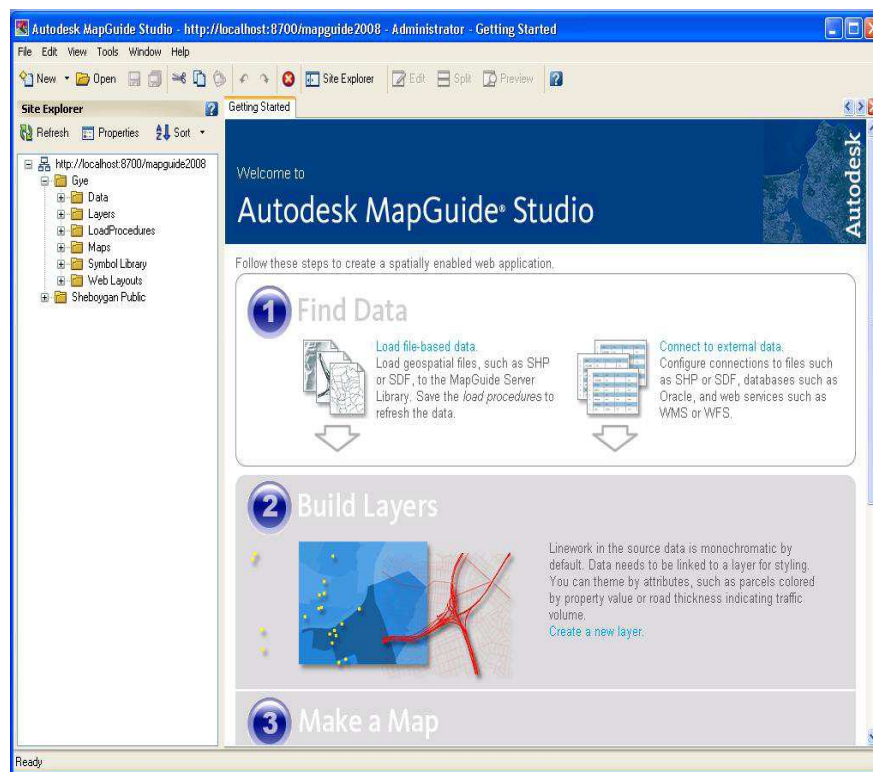 Autodesk MapGuide Studio - http://localhost:8700/mapguide2008 - Administrator - Getting Started
File Edit View Tools Window Help
New Open Site Explorer Edit Split Preview
Site Explorer
Getting Started
Refresh Properties Sort
http://localhost:8700/mapguide2008
Gye
Data
Layers
LoadProcedures
Maps
Symbol Library
Web Layouts
Sheboygan Public
Welcome to
Autodesk MapGuide® Studio
Autodesk
Follow these steps to create a spatially enabled web application.
1 Find Data
Load file-based data.
Load geospatial files, such as SHP
or SDF, to the MapGuide Server
Library. Save the load procedures to
refresh the data.
Connect to external data.
Configure connections to files such
as SHP or SDF, databases such as
Oracle, and web services such as
WMS or WFS.
2 Build Layers
Linework in the source data is monochromatic by
default. Data needs to be linked to a layer for styling.
You can theme by attributes, such as parcels colored
by property value or road thickness indicating traffic
volume.
Create a new layer.
3 Make a Map
Ready